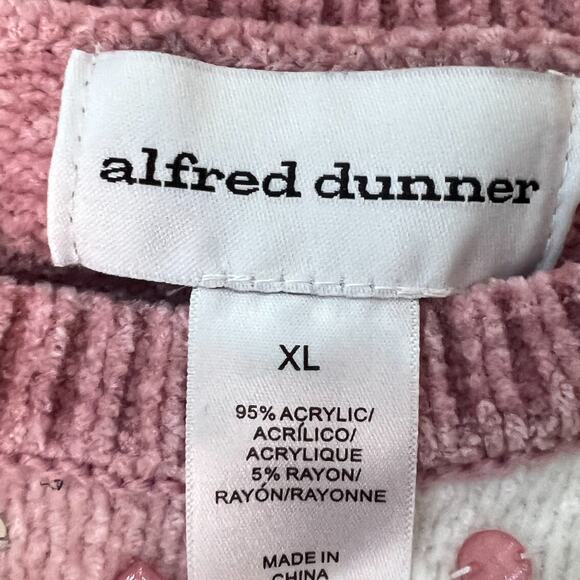 alfred dunner
XL
95% ACRYLIC/
ACRÍLICO/
ACRYLIQUE
5% RAYON/
RAYÓN/RAYONNE
MADE IN
CHINA